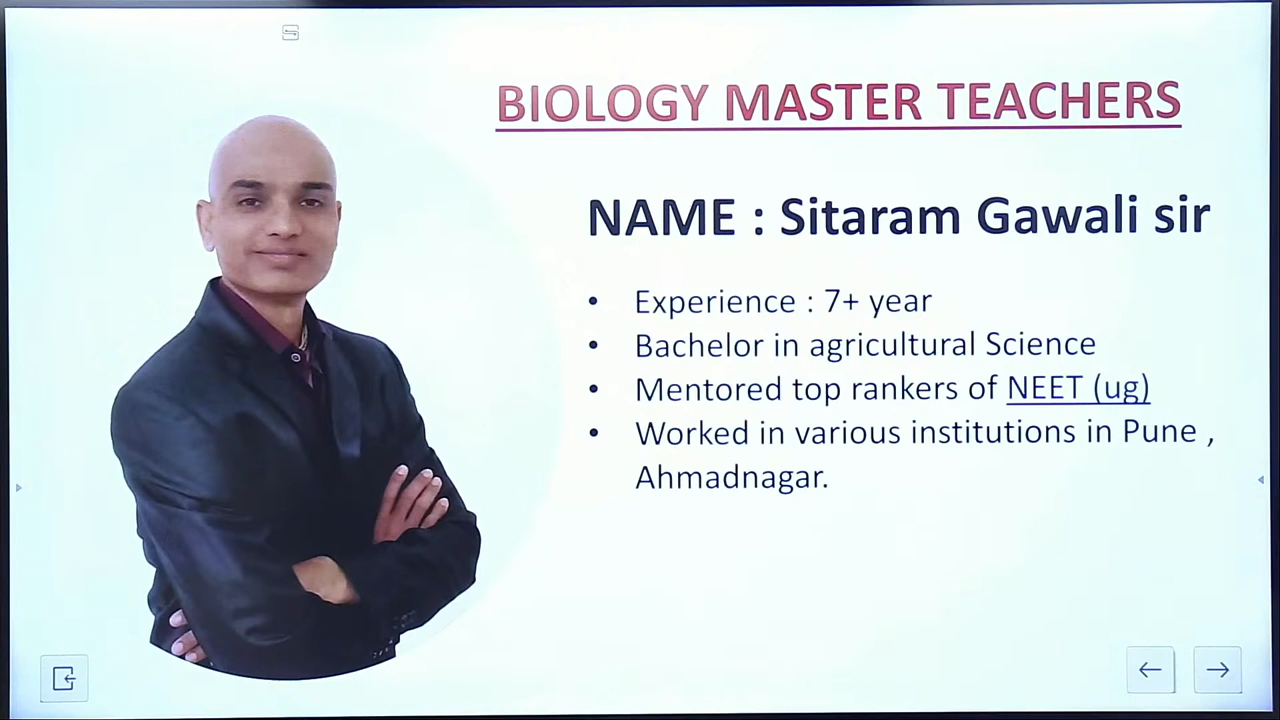 BIOLOGY MASTER TEACHERS
NAME : Sitaram Gawali sir
• Experience : 7+ year
• Bachelor in agricultural Science
• Mentored top rankers of NEET (ug)
• Worked in various institutions in Pune ,
Ahmadnagar.